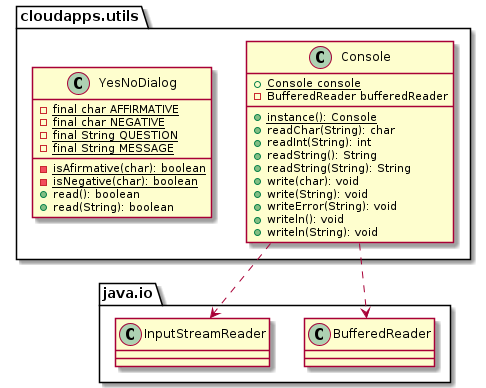 cloudapps.utils
C YesNoDialog
final char AFFIRMATIVE
final char NEGATIVE
final String QUESTION
final String MESSAGE
isAfirmative(char): boolean
isNegative(char): boolean
read(): boolean
read(String): boolean
C Console
Console console
BufferedReader bufferedReader
instance(): Console
readChar(String): char
readInt(String): int
readString(): String
readString(String): String
write(char): void
write(String): void
writeError(String): void
writeln(): void
writeln(String): void
java.io
C InputStreamReader
C BufferedReader